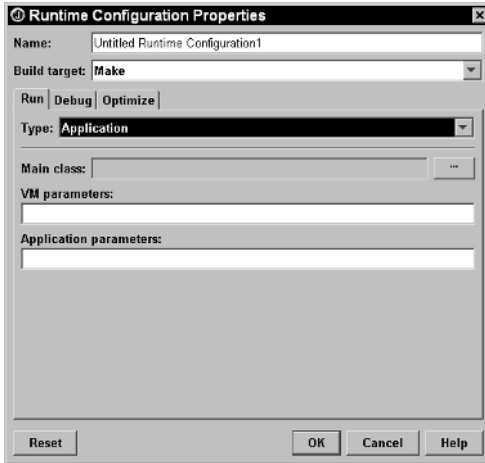 Runtime Configuration Properties
Name: Untitled Runtime Configuration1
Build target: Make
Run Debug Optimize
Type: Application
Main class: ...
VM parameters:
Application parameters:
Reset OK Cancel Help